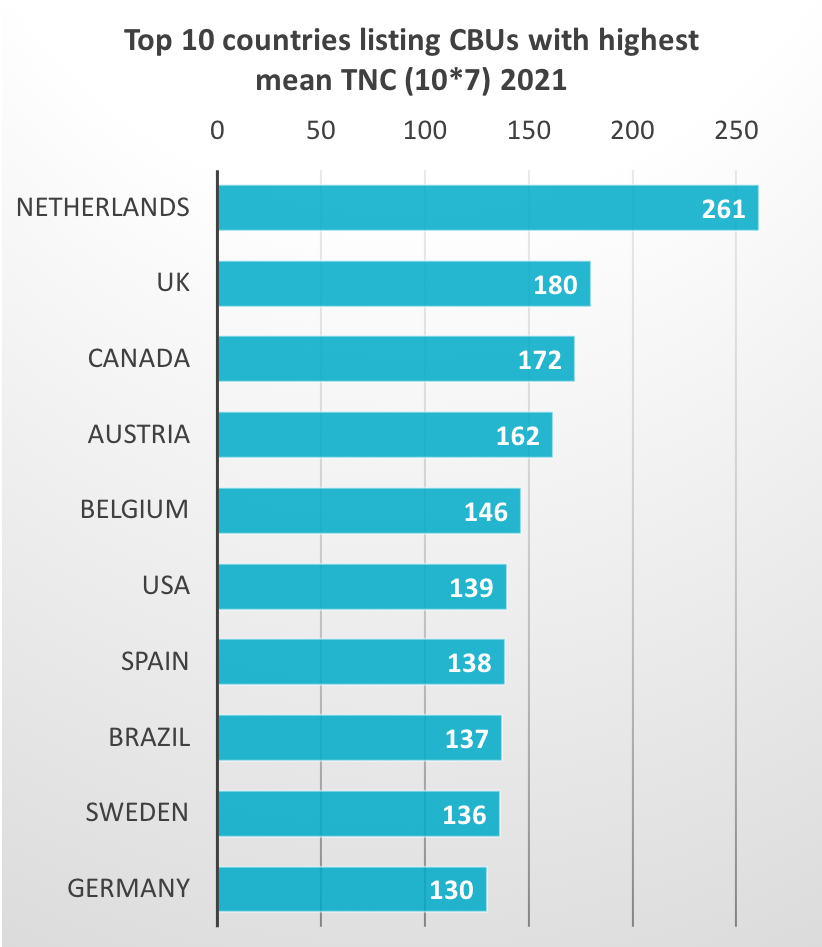 Top 10 countries listing CBUs with highest
mean TNC (10*7) 2021
0 50 100 150 200 250
NETHERLANDS 261
UK 180
CANADA 172
AUSTRIA 162
BELGIUM 146
USA 139
SPAIN 138
BRAZIL 137
SWEDEN 136
GERMANY 130